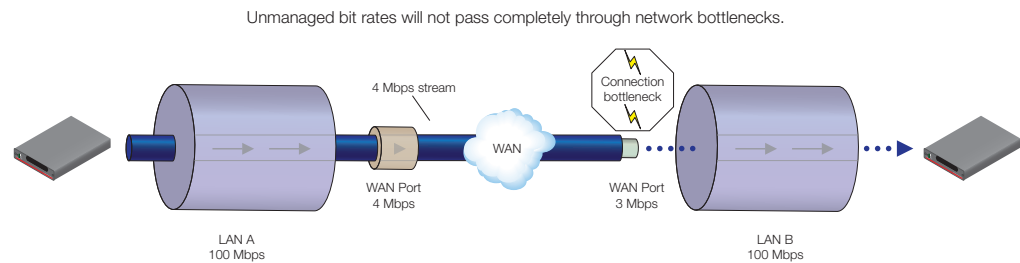 Unmanaged bit rates will not pass completely through network bottlenecks.
4 Mbps stream
Connection
bottleneck
WAN
WAN Port
4 Mbps
WAN Port
3 Mbps
LAN A
100 Mbps
LAN B
100 Mbps